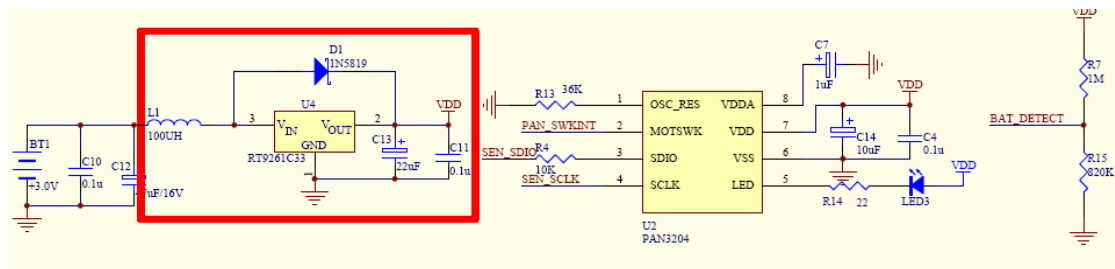 BT1
+3.0V
C10
0.1u
C12
uF/16V
L1
100UH
D1
1N5819
U4
3
VIN
VOUT
2
GND
1
RT9261C33
C13
22uF
VDD
C11
0.1u
R13
36K
PAN_SWKINT
SEN_SDIO
R4
10K
SEN_SCLK
1
OSC_RES
2
MOTSWK
3
SDIO
4
SCLK
VDDA
8
VDD
7
VSS
6
LED
5
U2
PAN3204
C7
1uF
VDD
C14
10uF
C4
0.1u
R14
22
LED3
VDD
VDD
R7
1M
BAT_DETECT
R15
820K